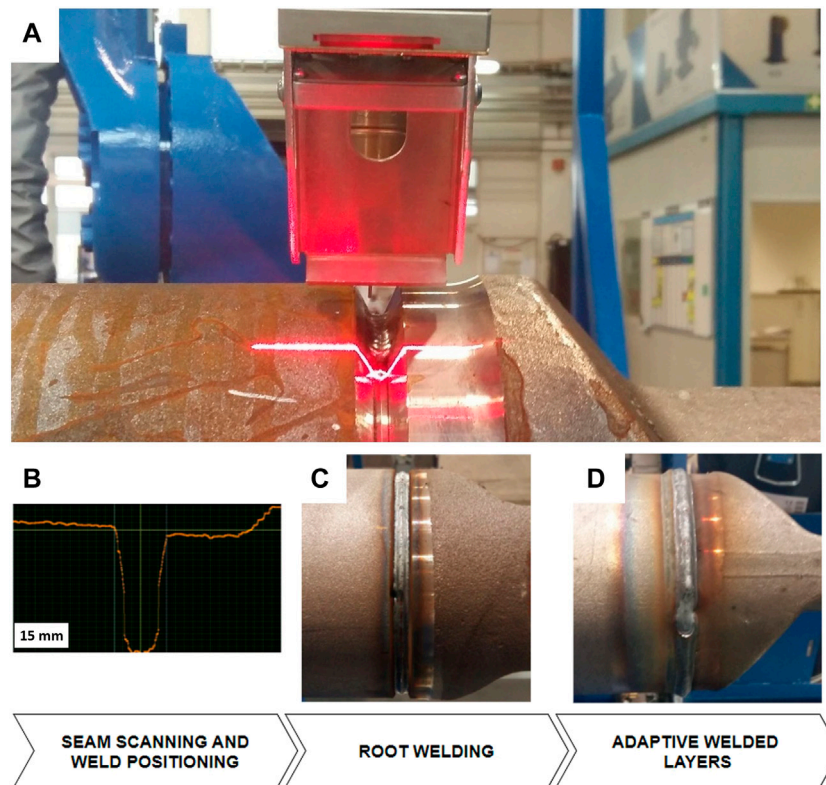 A
B
C
D
15 mm
SEAM SCANNING AND
WELD POSITIONING
ROOT WELDING
ADAPTIVE WELDED
LAYERS